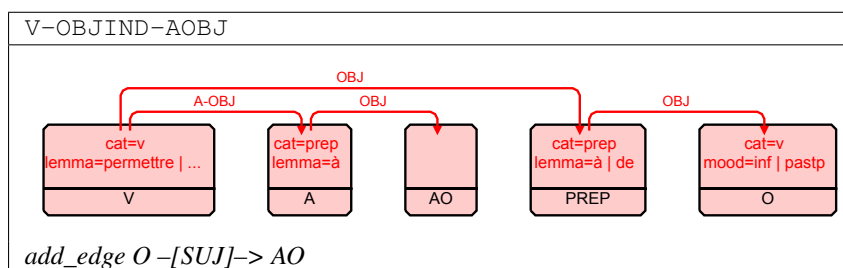 V-OBJIND-AOBJ
OBJ
A-OBJ OBJ OBJ
cat=v cat=prep cat=prep cat=v
lemma=permettre | ... lemma=à lemma=à | de mood=inf | pastp
V A AO PREP O
add_edge O –[SUJ]–> AO